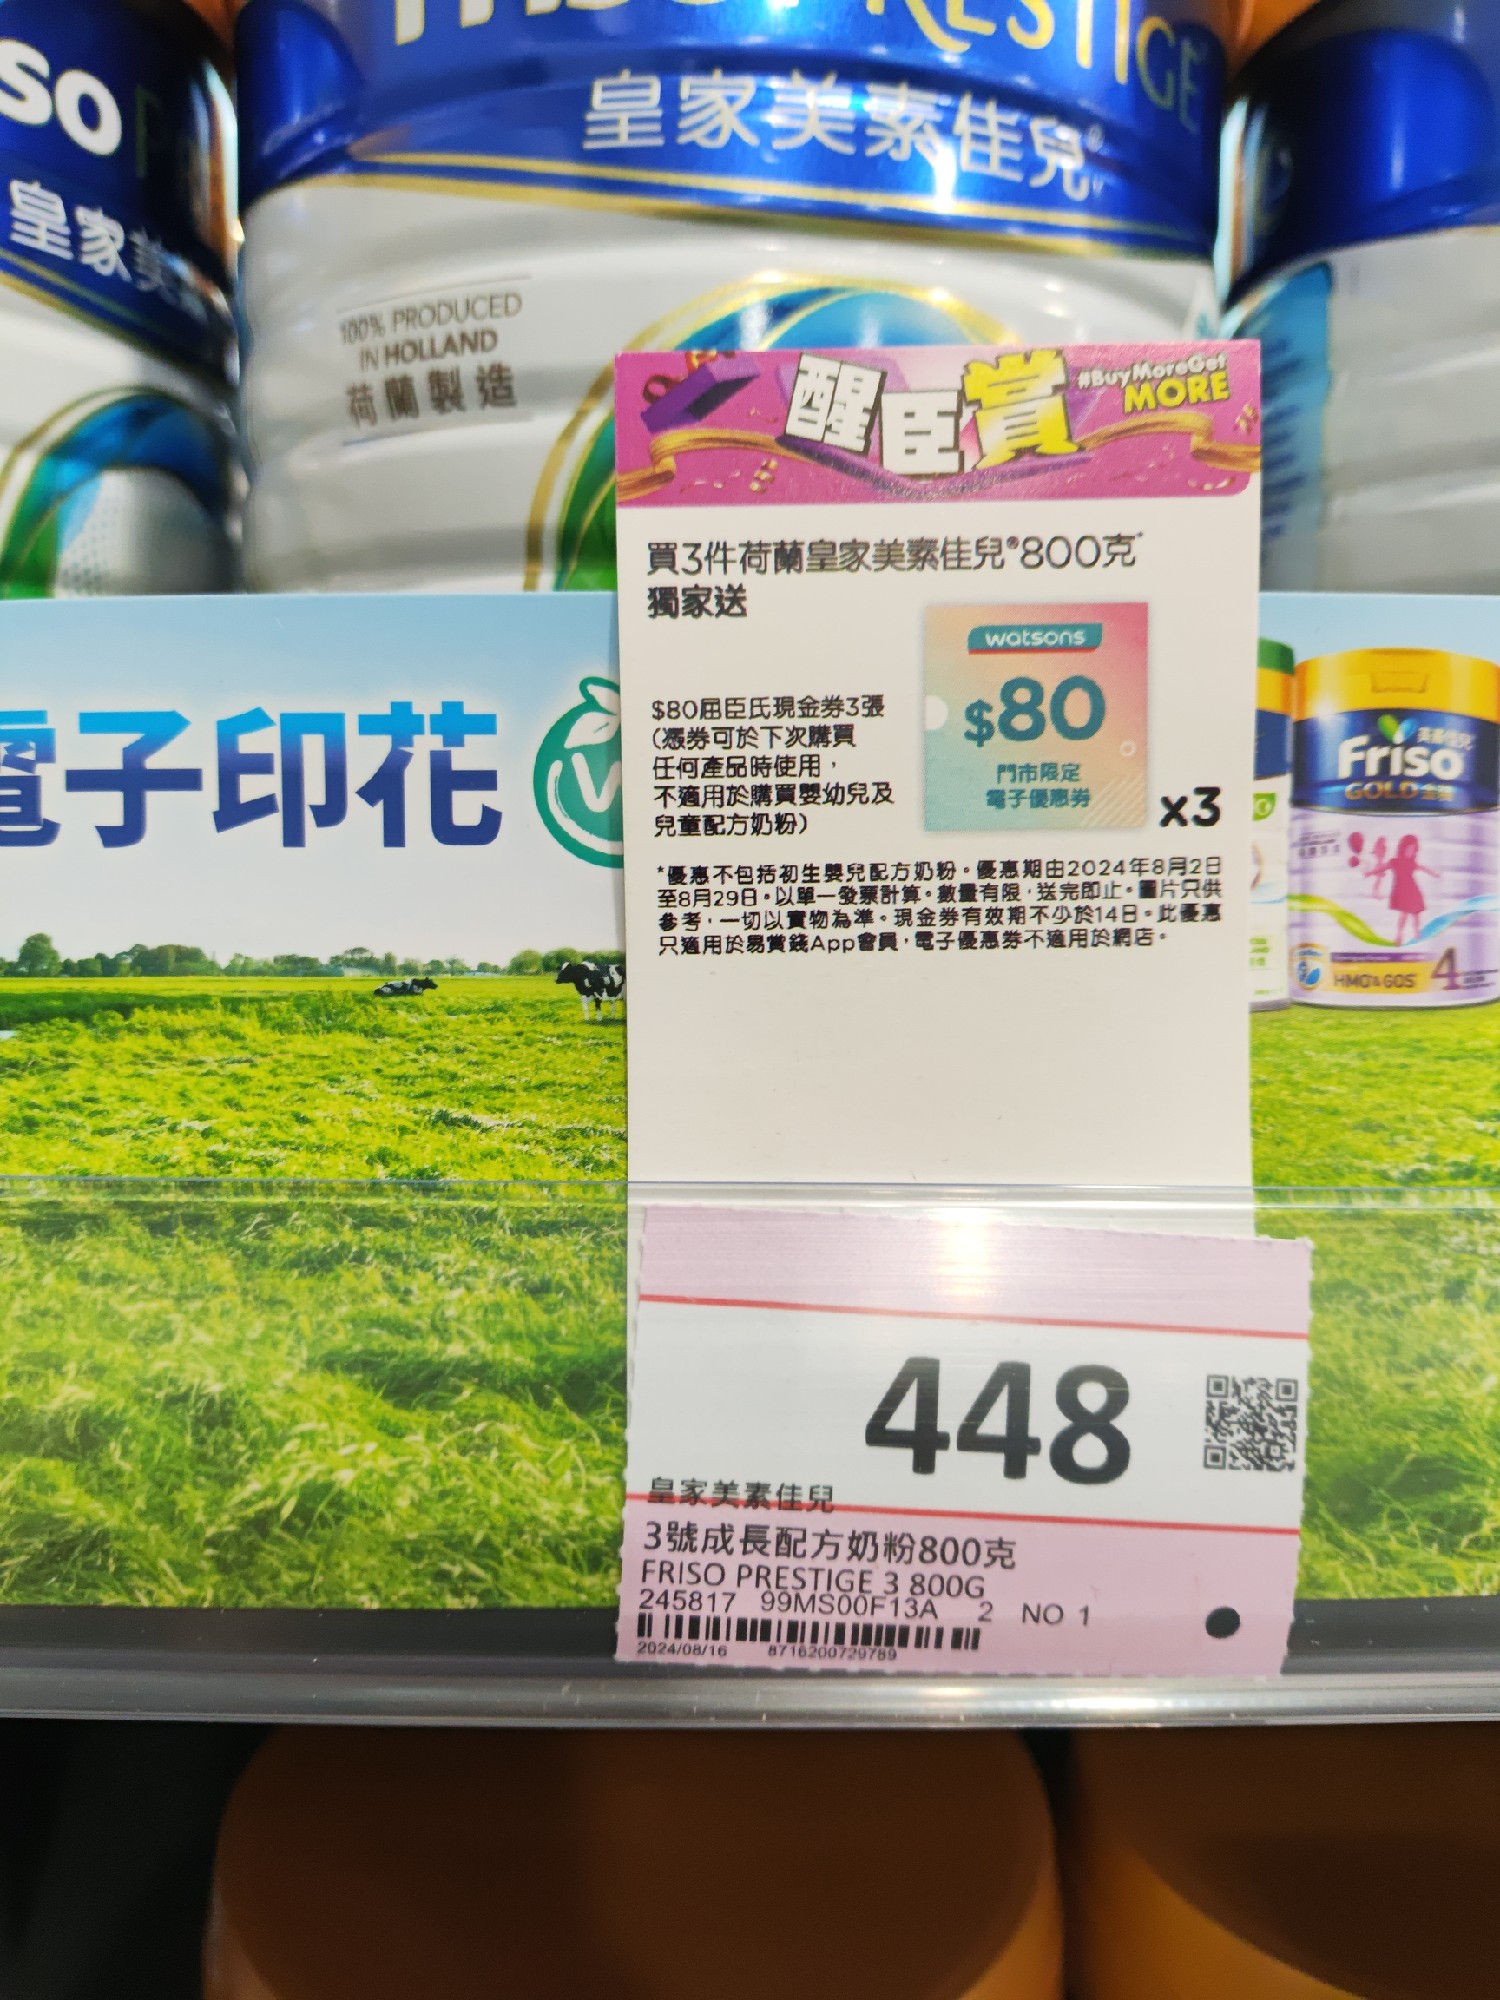 PRESTIGE
皇家美素佳兒®
SO
皇家美
100% PRODUCED
IN HOLLAND
荷蘭製造
醒臣賞
#BuyMoreGet
MORE
買3件荷蘭皇家美素佳兒®800克*
獨家送
$80屈臣氏現金券3張
(憑券可於下次購買
任何產品時使用，
不適用於購買嬰幼兒及
兒童配方奶粉)
watsons
$80
門市限定
電子優惠券
x3
*優惠不包括初生嬰兒配方奶粉。優惠期由2024年8月2日
至8月29日。以單一發票計算。數量有限，送完即止。圖片只供
參考，一切以實物為準。現金券有效期不少於14日。此優惠
只適用於易賞錢App會員，電子優惠券不適用於網店。
電子印花
美素佳兒
Friso
GOLD 金裝
HMO & GOS
4
448
皇家美素佳兒
3號成長配方奶粉800克
FRISO PRESTIGE 3 800G
245817 99MS00F13A 2 NO 1
2024/08/16 8716200729789